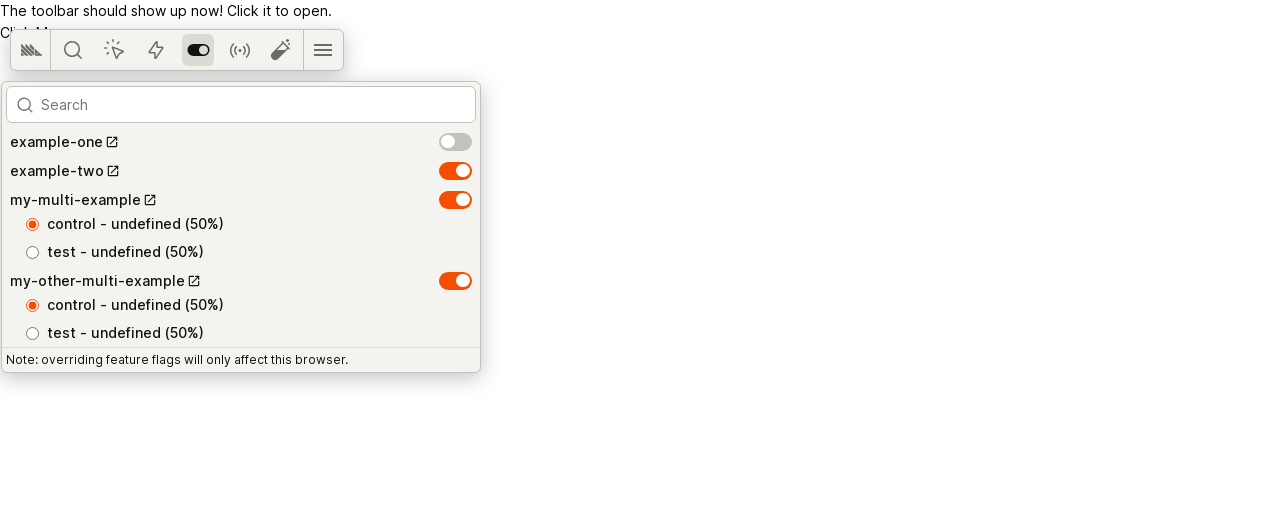 The toolbar should show up now! Click it to open.
Search
example-one
example-two
my-multi-example
control - undefined (50%)
test - undefined (50%)
my-other-multi-example
control - undefined (50%)
test - undefined (50%)
Note: overriding feature flags will only affect this browser.